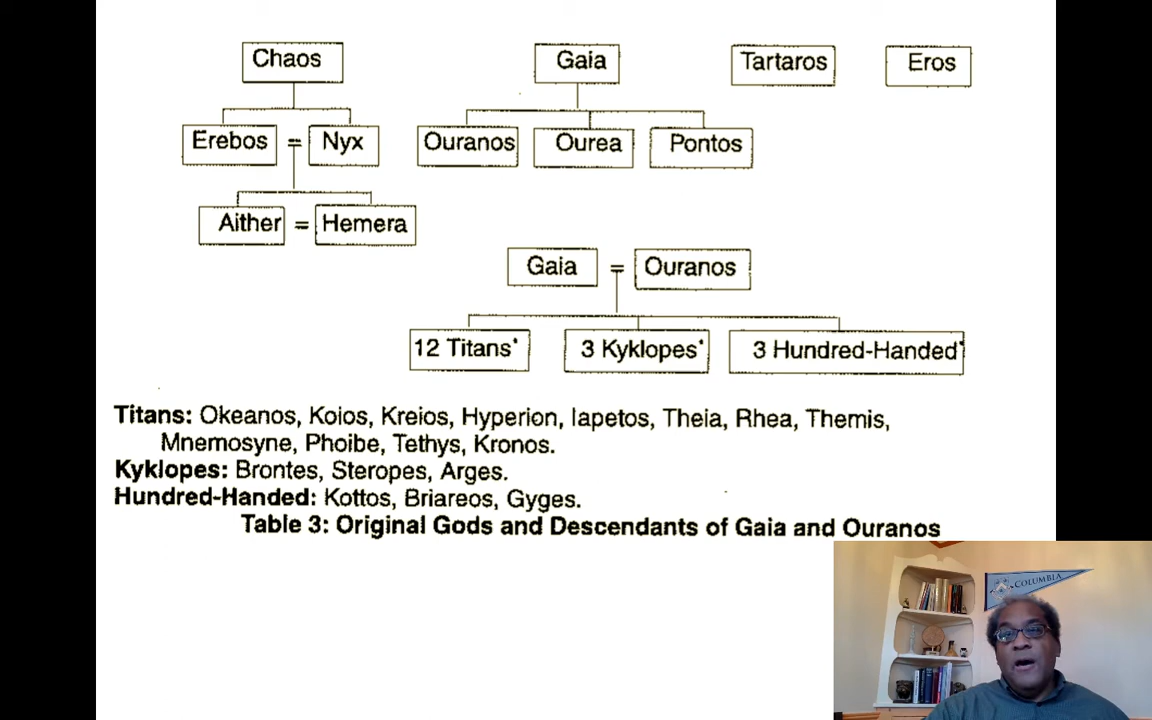 Chaos Gaia Tartaros Eros
Erebos = Nyx Ouranos Ourea Pontos
Aither = Hemera
Gaia = Ouranos
12 Titans* 3 Kyklopes* 3 Hundred-Handed*
Titans: Okeanos, Koios, Kreios, Hyperion, Iapetos, Theia, Rhea, Themis,
Mnemosyne, Phoibe, Tethys, Kronos.
Kyklopes: Brontes, Steropes, Arges.
Hundred-Handed: Kottos, Briareos, Gyges.
Table 3: Original Gods and Descendants of Gaia and Ouranos
COLUMBIA